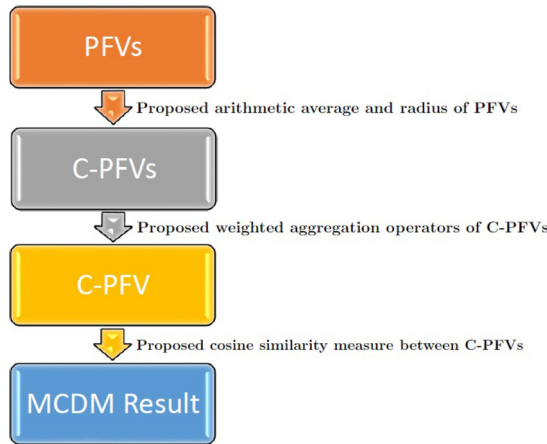 PFVs
Proposed arithmetic average and radius of PFVs
C-PFVs
Proposed weighted aggregation operators of C-PFVs
C-PFV
Proposed cosine similarity measure between C-PFVs
MCDM Result